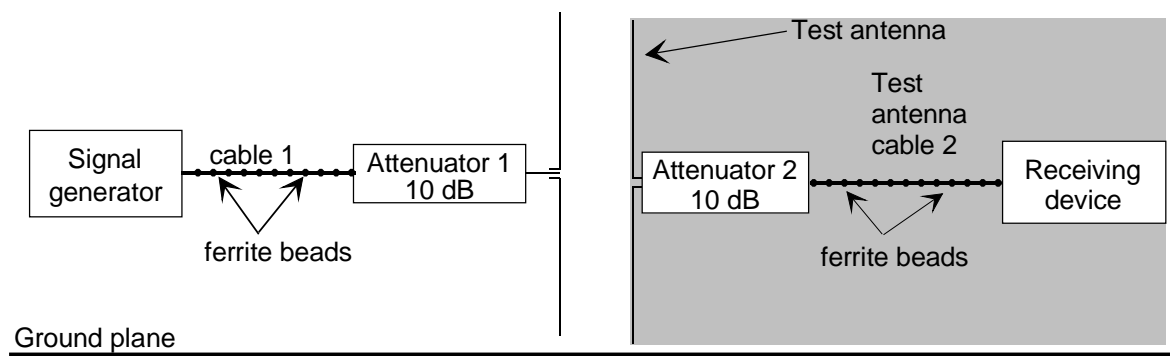 Test antenna
Test
antenna
cable 2
Signal
generator
cable 1
Attenuator 1
10 dB
Attenuator 2
10 dB
Receiving
device
ferrite beads
ferrite beads
Ground plane